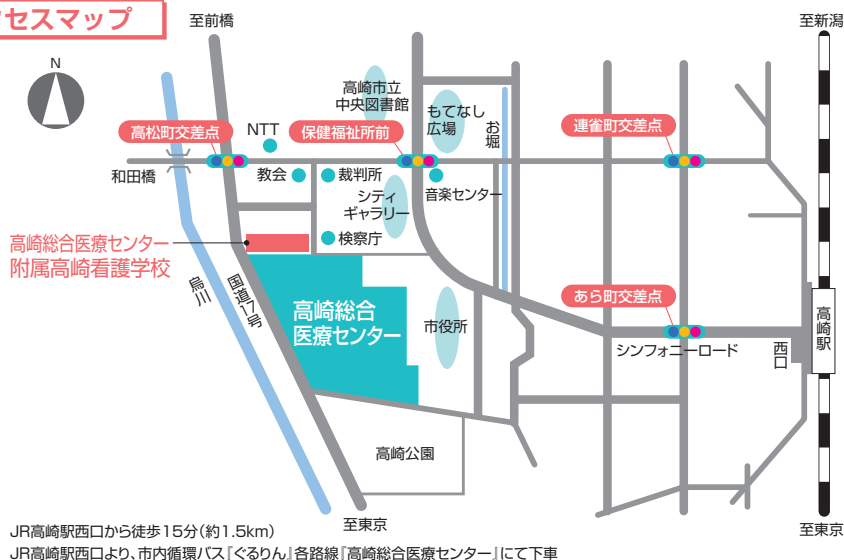 セスマップ
至前橋
至新潟
N
高崎市立
中央図書館
もてなし
広場
お堀
高松町交差点
NTT
保健福祉所前
連雀町交差点
和田橋
教会
裁判所
シティ
ギャラリー
音楽センター
検察庁
高崎総合医療センター
附属高崎看護学校
烏川
国道17号
高崎総合
医療センター
市役所
あら町交差点
シンフォニーロード
西口
高崎駅
高崎公園
至東京
至東京
JR高崎駅西口から徒歩15分(約1.5km)
JR高崎駅西口より、市内循環バス『ぐるりん』各路線『高崎総合医療センター』にて下車